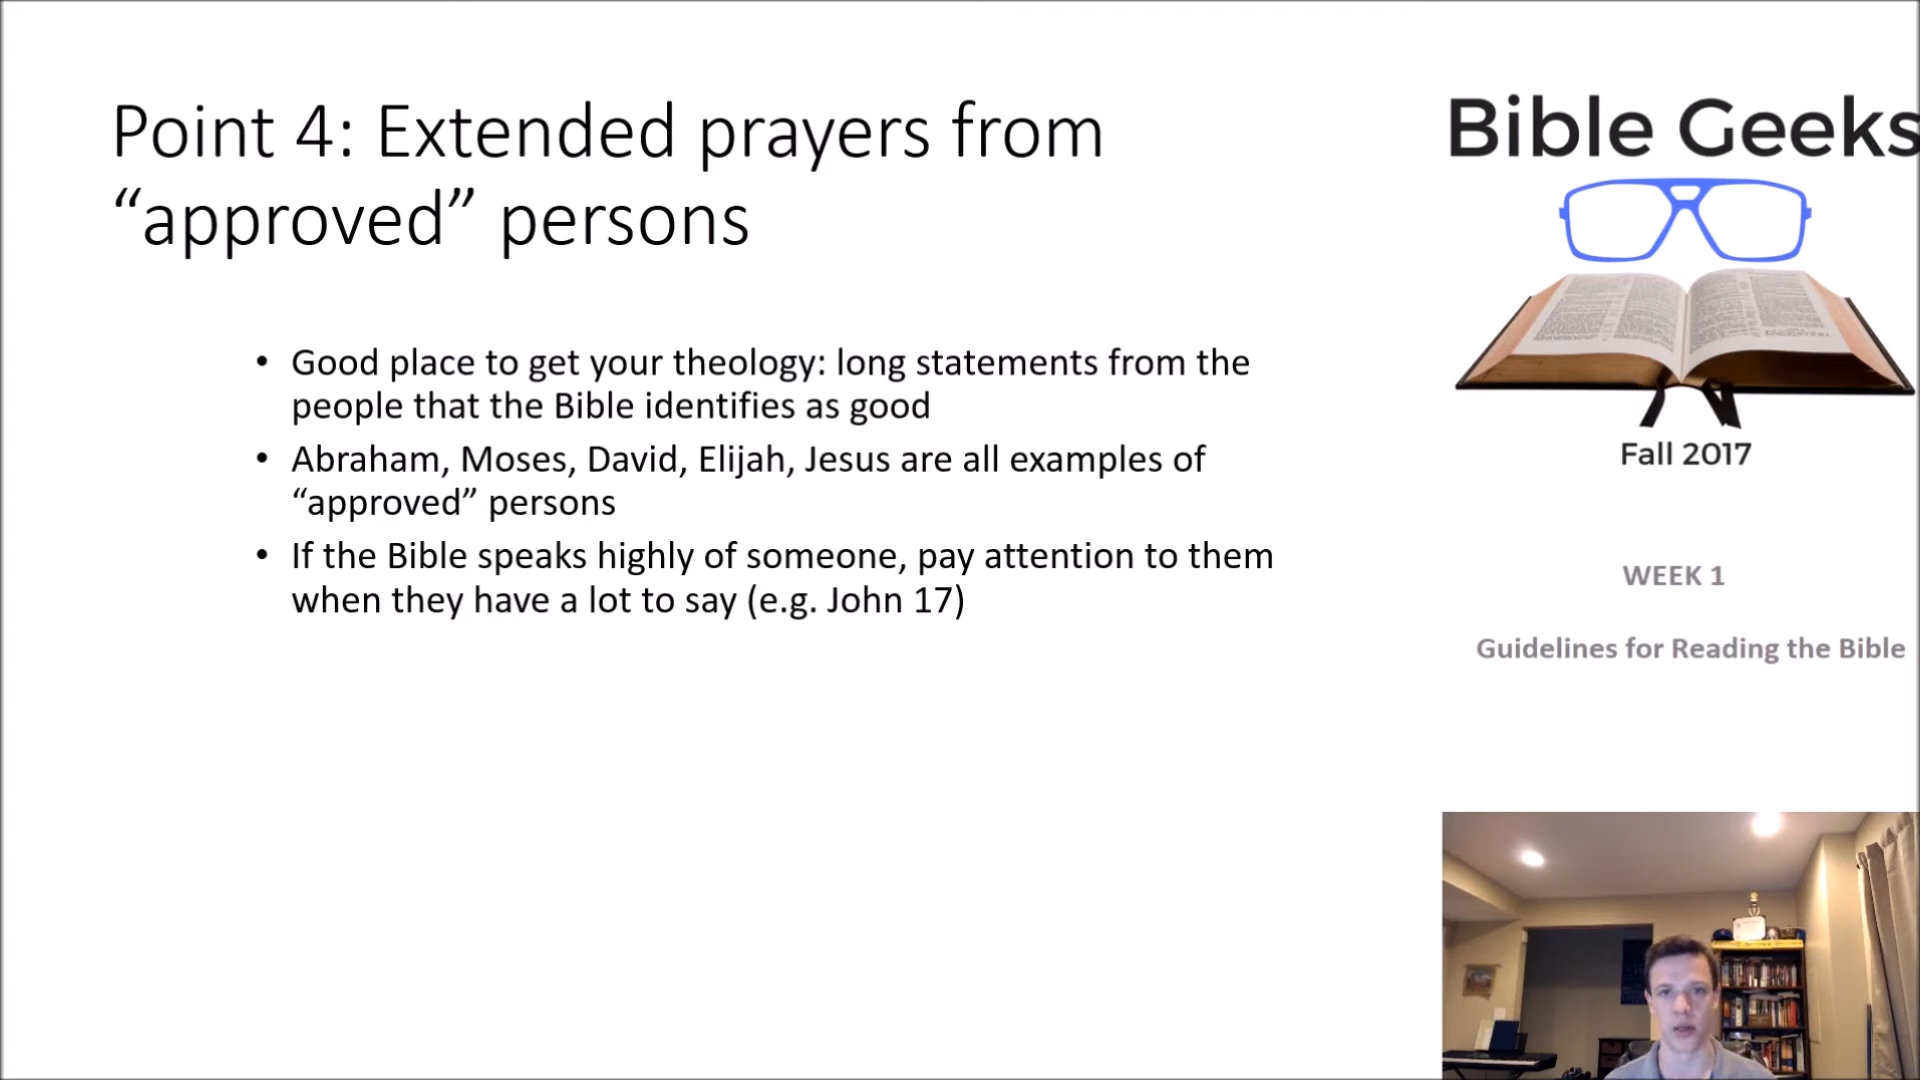 Point 4: Extended prayers from
“approved” persons
• Good place to get your theology: long statements from the
people that the Bible identifies as good
• Abraham, Moses, David, Elijah, Jesus are all examples of
“approved” persons
• If the Bible speaks highly of someone, pay attention to them
when they have a lot to say (e.g. John 17)
Bible Geeks
Fall 2017
WEEK 1
Guidelines for Reading the Bible